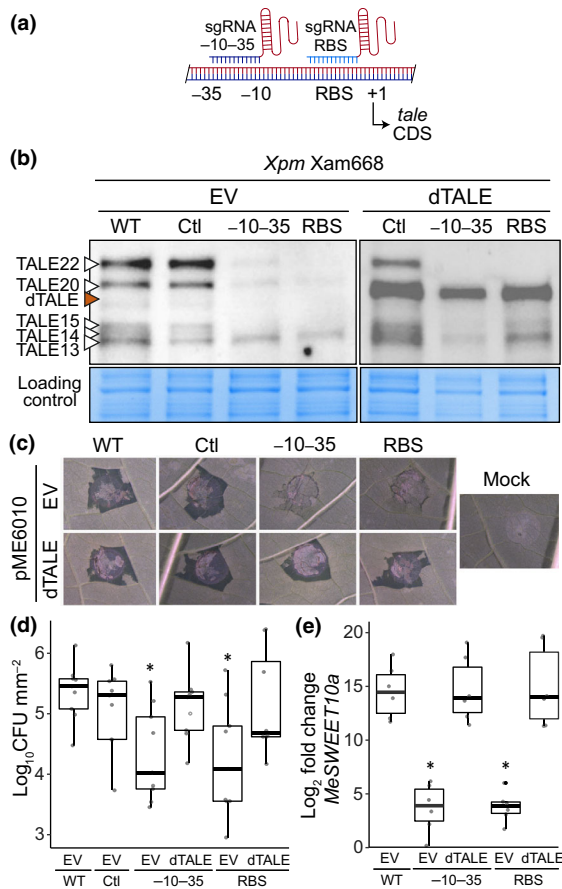 (a)
sgRNA sgRNA
−10–35 RBS
−35 −10 RBS +1
tale
CDS
(b)
Xpm Xam668
EV dTALE
WT Ctl −10–35 RBS Ctl −10–35 RBS
TALE22
TALE20
dTALE
TALE15
TALE14
TALE13
Loading
control
(c)
WT Ctl −10–35 RBS
Mock
pME6010
EV
dTALE
(d)
Log10CFU mm−2
6
5
4
3
EV EV EV dTALE EV dTALE
WT Ctl −10–35 RBS
(e)
Log2 fold change
MeSWEET10a
20
15
10
5
0
* *
* *
EV EV dTALE EV dTALE
WT −10–35 RBS